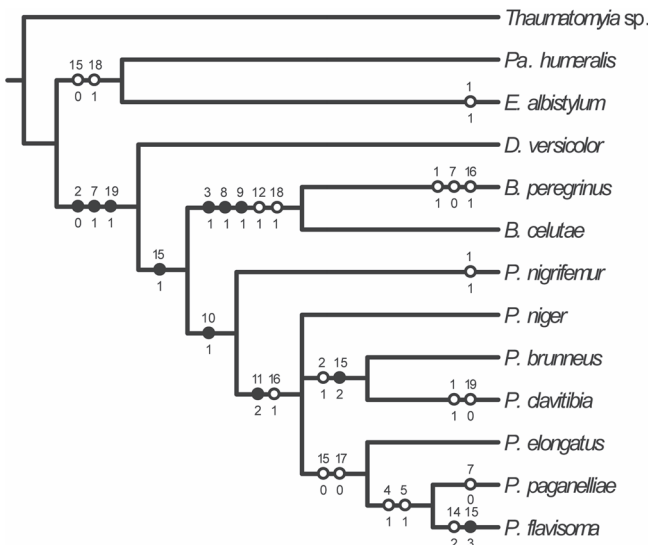 Thaumatomyia sp.
Pa. humeralis
15 18
0 1
1
E. albistylum
1
D. versicolor
2 7 19
0 1 1
3 8 9 12 18
1 1 1 1 1
1 7 16
B. peregrinus
1 0 1
B. œlutae
15
1
1
P. nigrifemur
1
10
1
P. niger
11 16
2 1
2 15
P. brunneus
1 2
1 19
P. clavitibia
1 0
P. elongatus
15 17
0 0
4 5
1 1
7
P. paganelliae
0
14 15
P. flavisoma
2 3